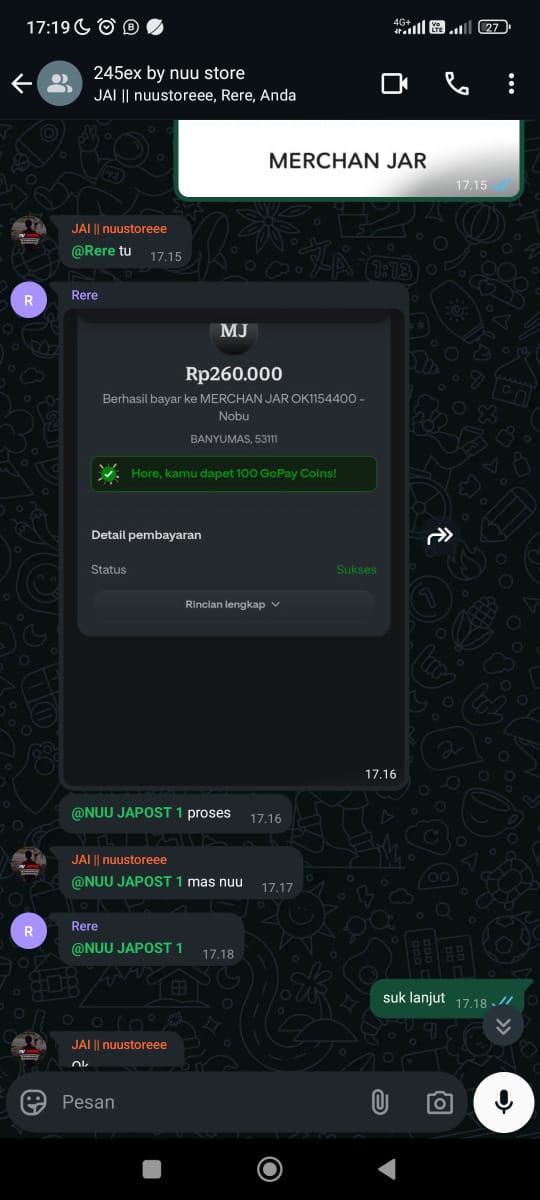 17:19
4G+
Vo LTE
27
245ex by nuu store
JAI || nuustoreee, Rere, Anda
MERCHAN JAR
17.15
JAI || nuustoreee
@Rere tu 17.15
R
Rere
MJ
Rp260.000
Berhasil bayar ke MERCHAN JAR OK1154400 -
Nobu
BANYUMAS, 53111
Hore, kamu dapet 100 GoPay Coins!
Detail pembayaran
Status Sukses
Rincian lengkap
17.16
@NUU JAPOST 1 proses 17.16
JAI || nuustoreee
@NUU JAPOST 1 mas nuu 17.17
R
Rere
@NUU JAPOST 1 17.18
suk lanjut 17.18
JAI || nuustoreee
Ok
Pesan